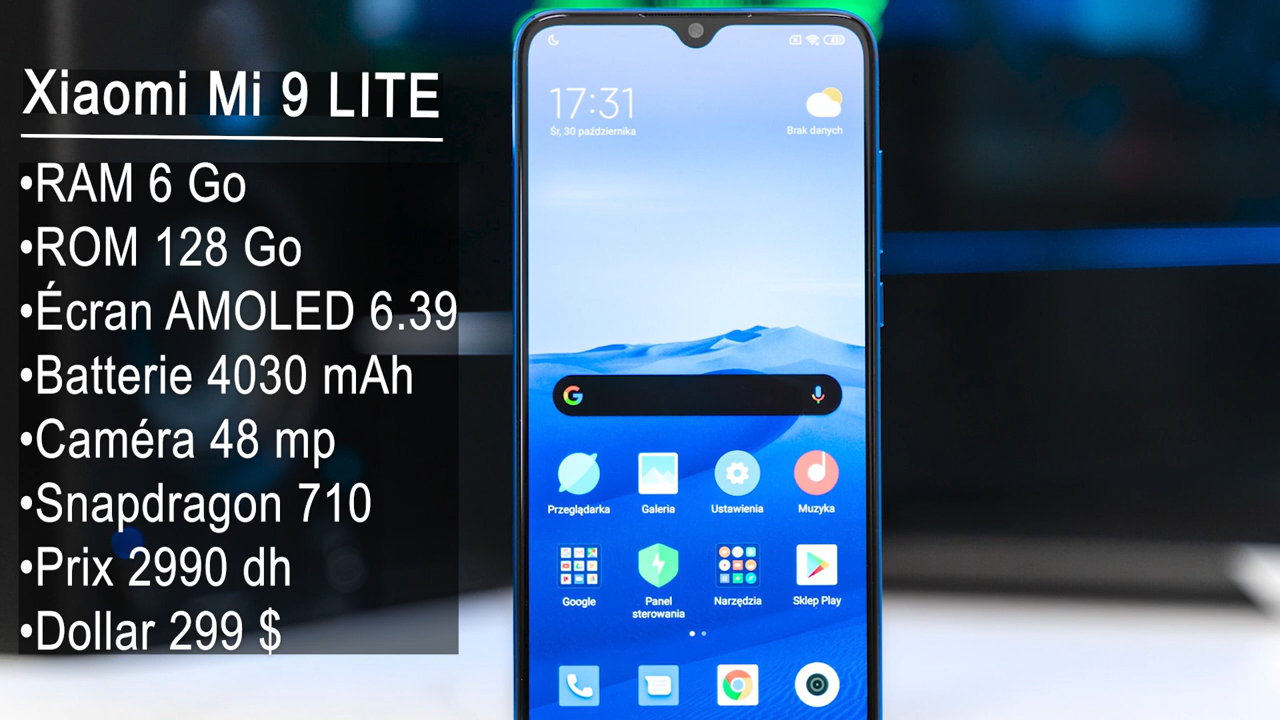 Xiaomi Mi 9 LITE
•RAM 6 Go
•ROM 128 Go
•Écran AMOLED 6.39
•Batterie 4030 mAh
•Caméra 48 mp
•Snapdragon 710
•Prix 2990 dh
•Dollar 299 $
17:31
Śr, 30 października
Brak danych
G
Przeglądarka Galeria Ustawienia Muzyka
Google Panel sterowania Narzędzia Sklep Play